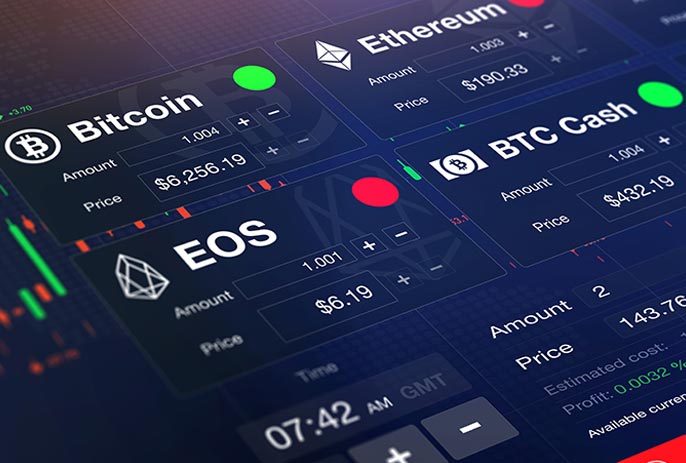 Ethereum
Amount 1.003 + −
Price $190.33
+3.70
Bitcoin
Amount 1.004 + −
Price $6,256.19 + −
BTC Cash
Amount 1.004 +
Price $432.19
EOS
Amount 1.001 + −
Price $6.19 + −
Amount 2
Price 143.76
Estimated cost:
Profit: 0.0032 %
Available curren
Time
07:42 AM GMT
+ −